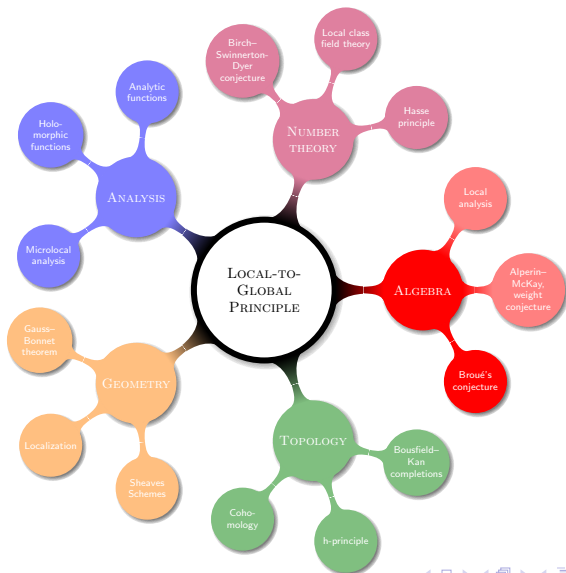 Local-to-
Global
Principle
Number
theory
Birch–
Swinnerton-
Dyer
conjecture
Local class
field theory
Hasse
principle
Algebra
Local
analysis
Alperin–
McKay,
weight
conjecture
Broué's
conjecture
Topology
Bousfield–
Kan
completions
h-principle
Coho-
mology
Geometry
Sheaves
Schemes
Localization
Gauss–
Bonnet
theorem
Analysis
Microlocal
analysis
Holo-
morphic
functions
Analytic
functions